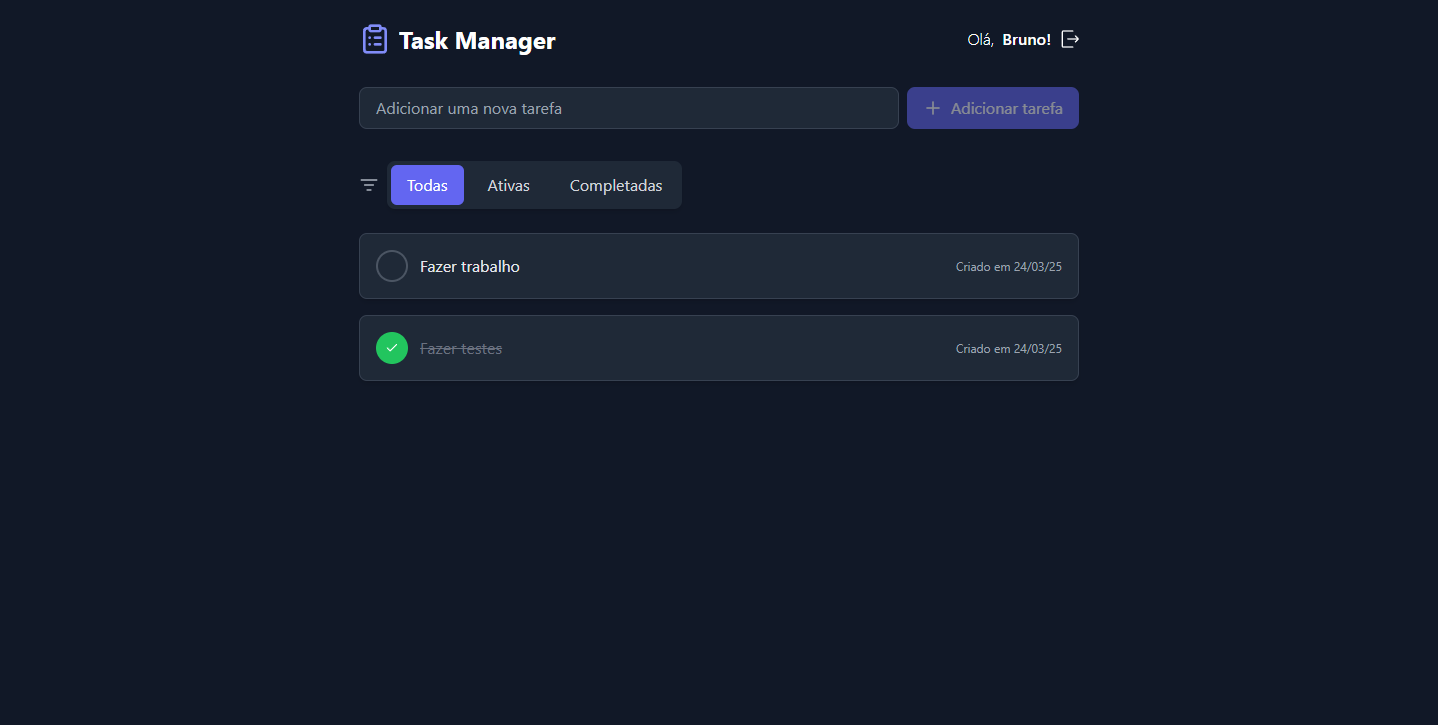 Task Manager
Olá, Bruno!
Adicionar uma nova tarefa
Adicionar tarefa
Todas
Ativas
Completadas
Fazer trabalho
Criado em 24/03/25
Fazer testes
Criado em 24/03/25